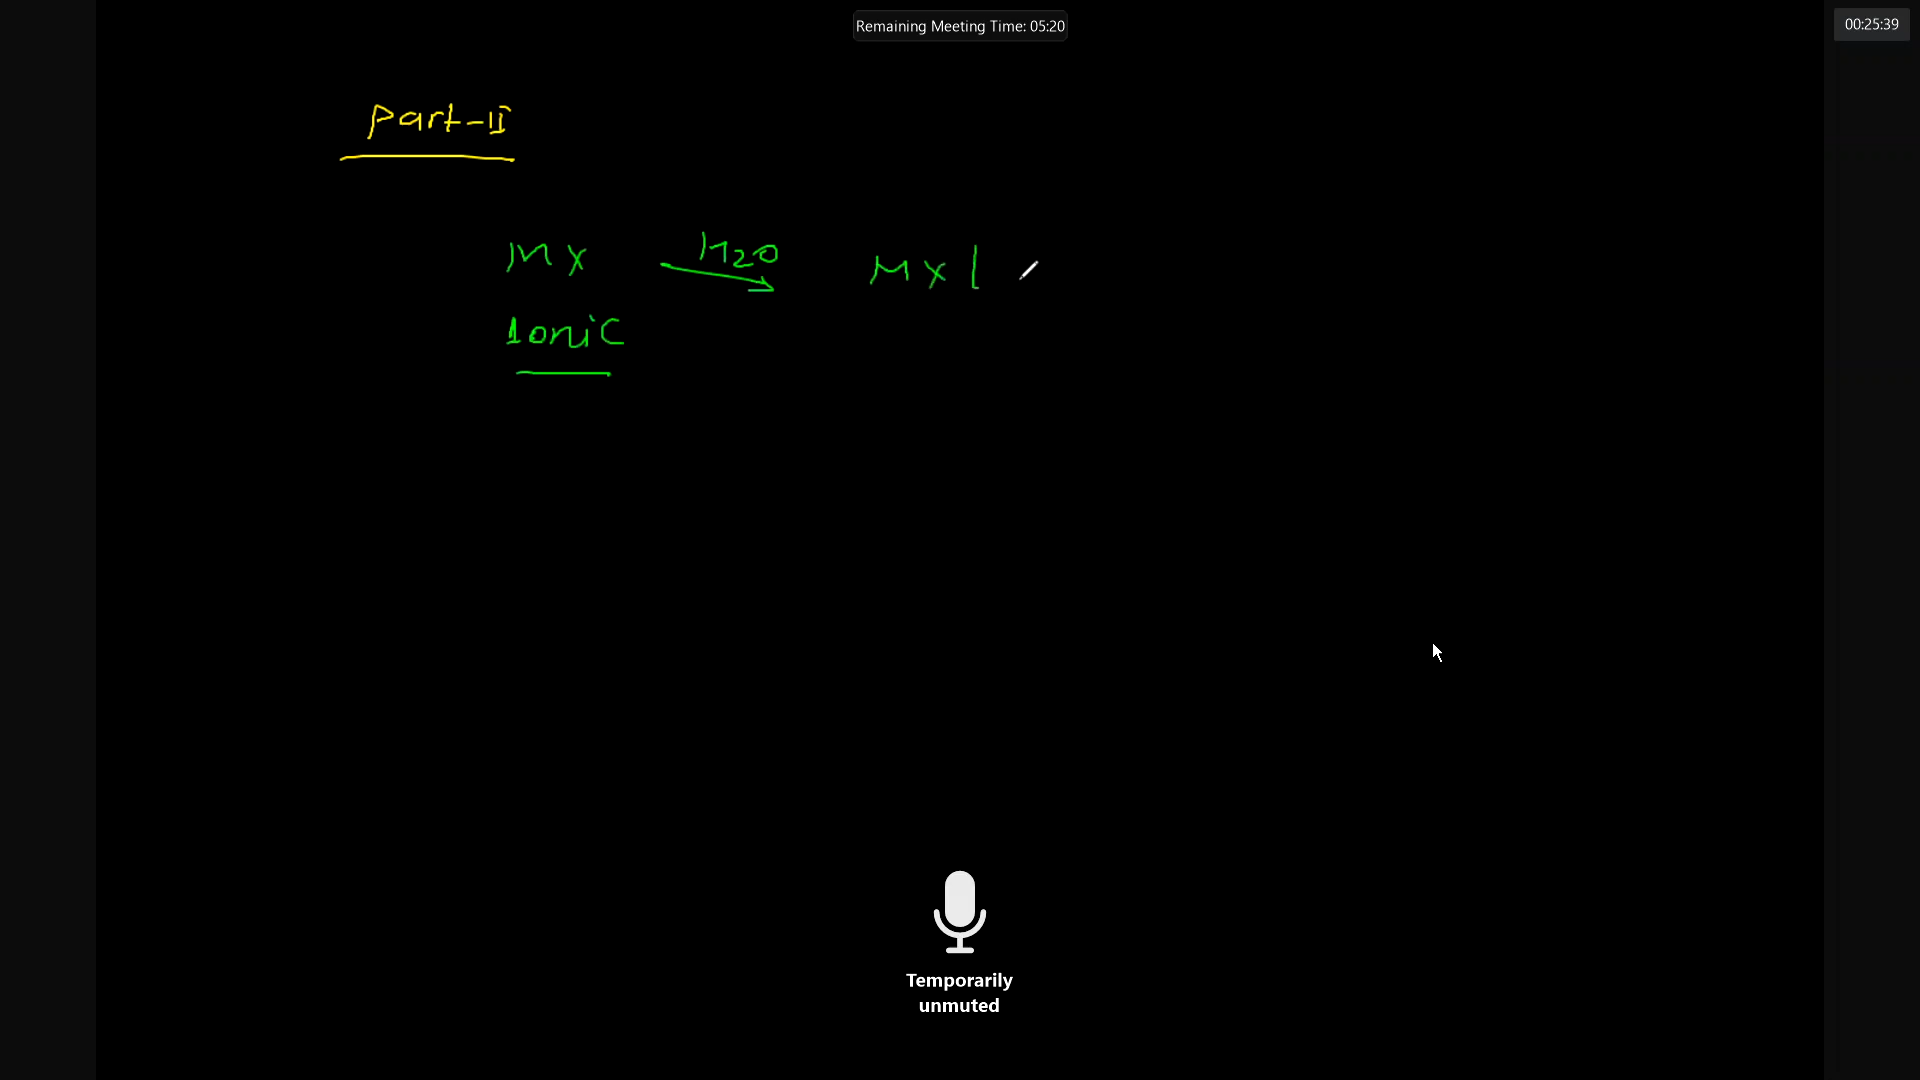 Remaining Meeting Time: 05:20
00:25:39
Part-II
MX H2O MX |
Ionic
Temporarily
unmuted